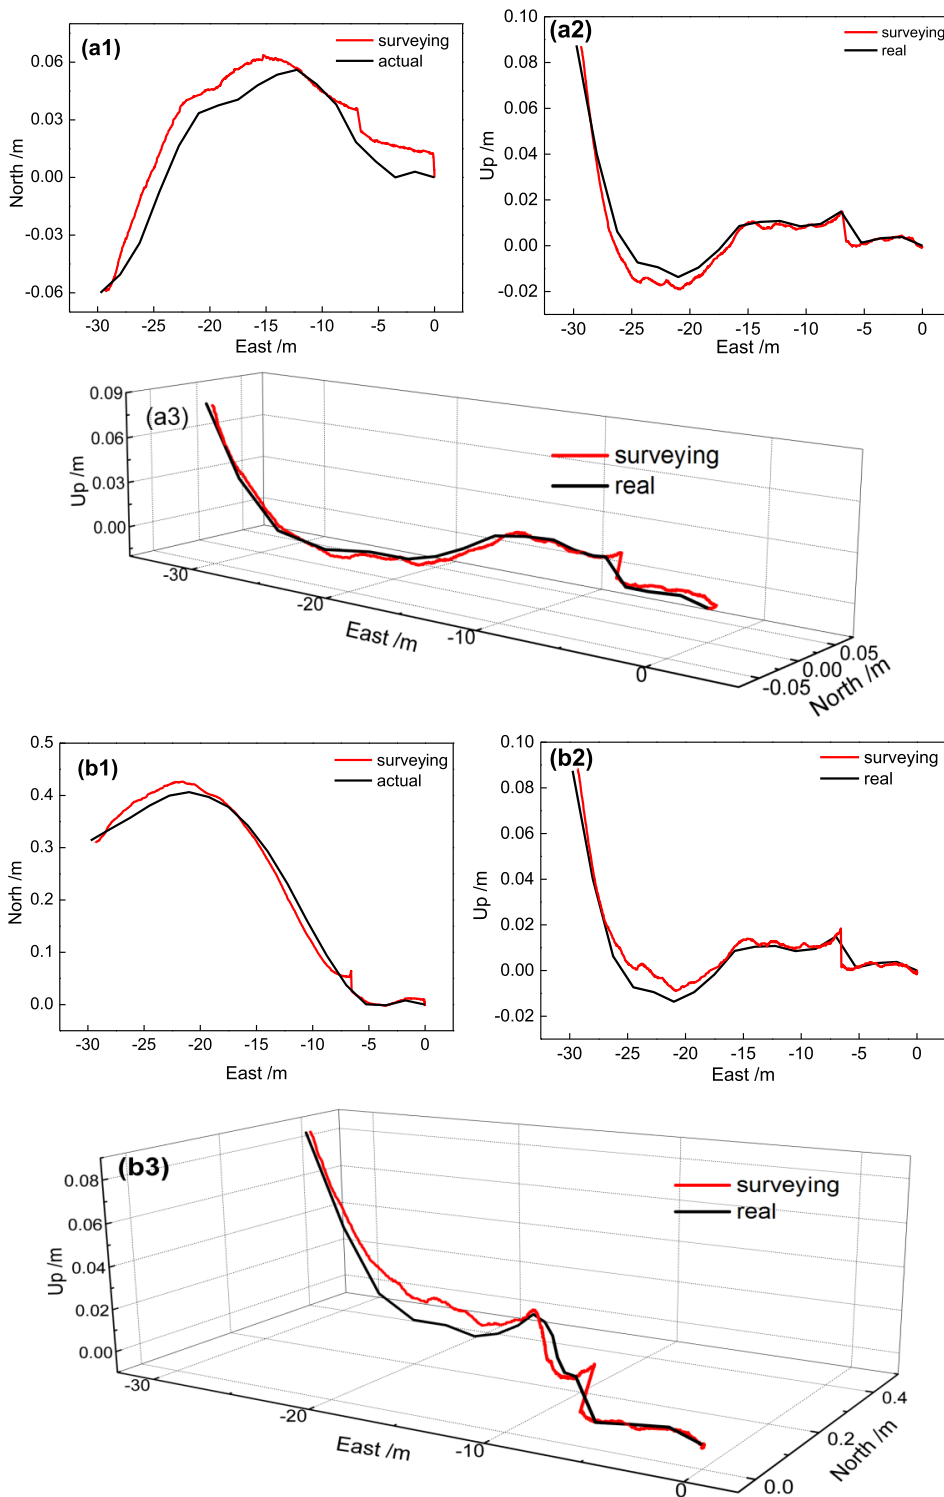 (a1)
surveying
actual
0.06
0.03
0.00
-0.03
-0.06
North /m
-30 -25 -20 -15 -10 -5 0
East /m
(a2)
surveying
real
0.10
0.08
0.06
0.04
0.02
0.00
-0.02
Up /m
-30 -25 -20 -15 -10 -5 0
East /m
(a3)
surveying
real
0.09
0.06
0.03
0.00
Up /m
-30
-20
-10
0
East /m
0.05
0.00
-0.05
North /m
(b1)
surveying
actual
0.5
0.4
0.3
0.2
0.1
0.0
Norh /m
-30 -25 -20 -15 -10 -5 0
East /m
(b2)
surveying
real
0.10
0.08
0.06
0.04
0.02
0.00
-0.02
Up /m
-30 -25 -20 -15 -10 -5 0
East /m
(b3)
surveying
real
0.08
0.06
0.04
0.02
0.00
Up /m
-30
-20
-10
0
East /m
0.4
0.2
0.0
North /m